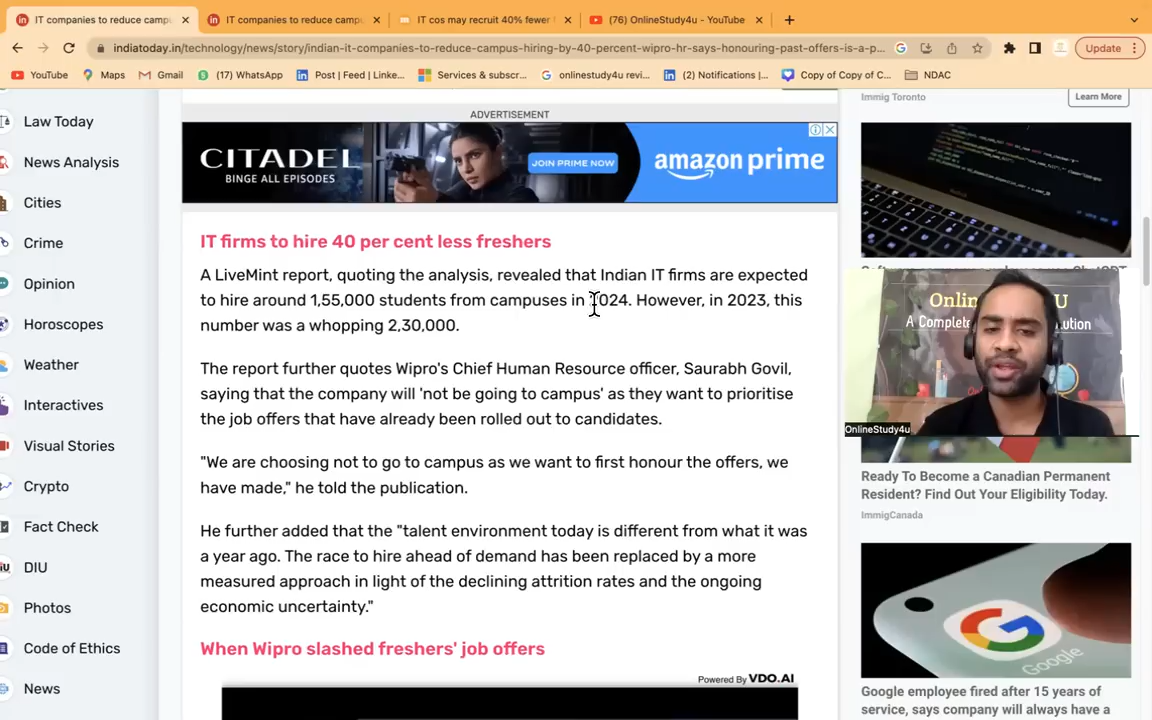 IT companies to reduce campu
IT companies to reduce campu
IT cos may recruit 40% fewer
(76) OnlineStudy4u - YouTube
indiatoday.in/technology/news/story/indian-it-companies-to-reduce-campus-hiring-by-40-percent-wipro-hr-says-honouring-past-offers-is-a-p...
Update
YouTube
Maps
Gmail
(17) WhatsApp
Post | Feed | Linke...
Services & subscr...
onlinestudy4u revi...
(2) Notifications |...
Copy of Copy of C...
NDAC
Law Today
News Analysis
Cities
Crime
Opinion
Horoscopes
Weather
Interactives
Visual Stories
Crypto
Fact Check
DIU
Photos
Code of Ethics
News
ADVERTISEMENT
CITADEL
BINGE ALL EPISODES
JOIN PRIME NOW
amazon prime
IT firms to hire 40 per cent less freshers
A LiveMint report, quoting the analysis, revealed that Indian IT firms are expected
to hire around 1,55,000 students from campuses in 2024. However, in 2023, this
number was a whopping 2,30,000.
The report further quotes Wipro's Chief Human Resource officer, Saurabh Govil,
saying that the company will 'not be going to campus' as they want to prioritise
the job offers that have already been rolled out to candidates.
"We are choosing not to go to campus as we want to first honour the offers, we
have made," he told the publication.
He further added that the "talent environment today is different from what it was
a year ago. The race to hire ahead of demand has been replaced by a more
measured approach in light of the declining attrition rates and the ongoing
economic uncertainty."
When Wipro slashed freshers' job offers
Powered By VDO.AI
Immig Toronto
Learn More
Onlin
U
A Complete
ution
OnlineStudy4u
Ready To Become a Canadian Permanent
Resident? Find Out Your Eligibility Today.
ImmigCanada
Google
Google employee fired after 15 years of
service, says company will always have a